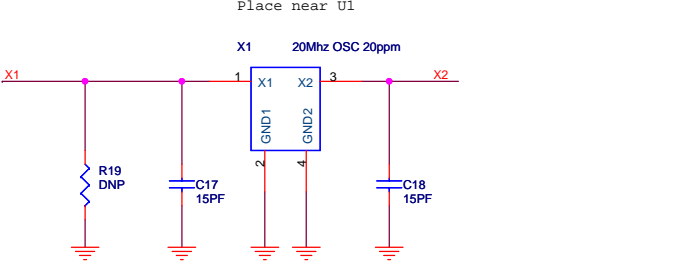 Place near U1
X1 20Mhz OSC 20ppm
X1 1 3 X2
X1 X2
GND1 GND2
2 4
R19
DNP
C17
15PF
C18
15PF